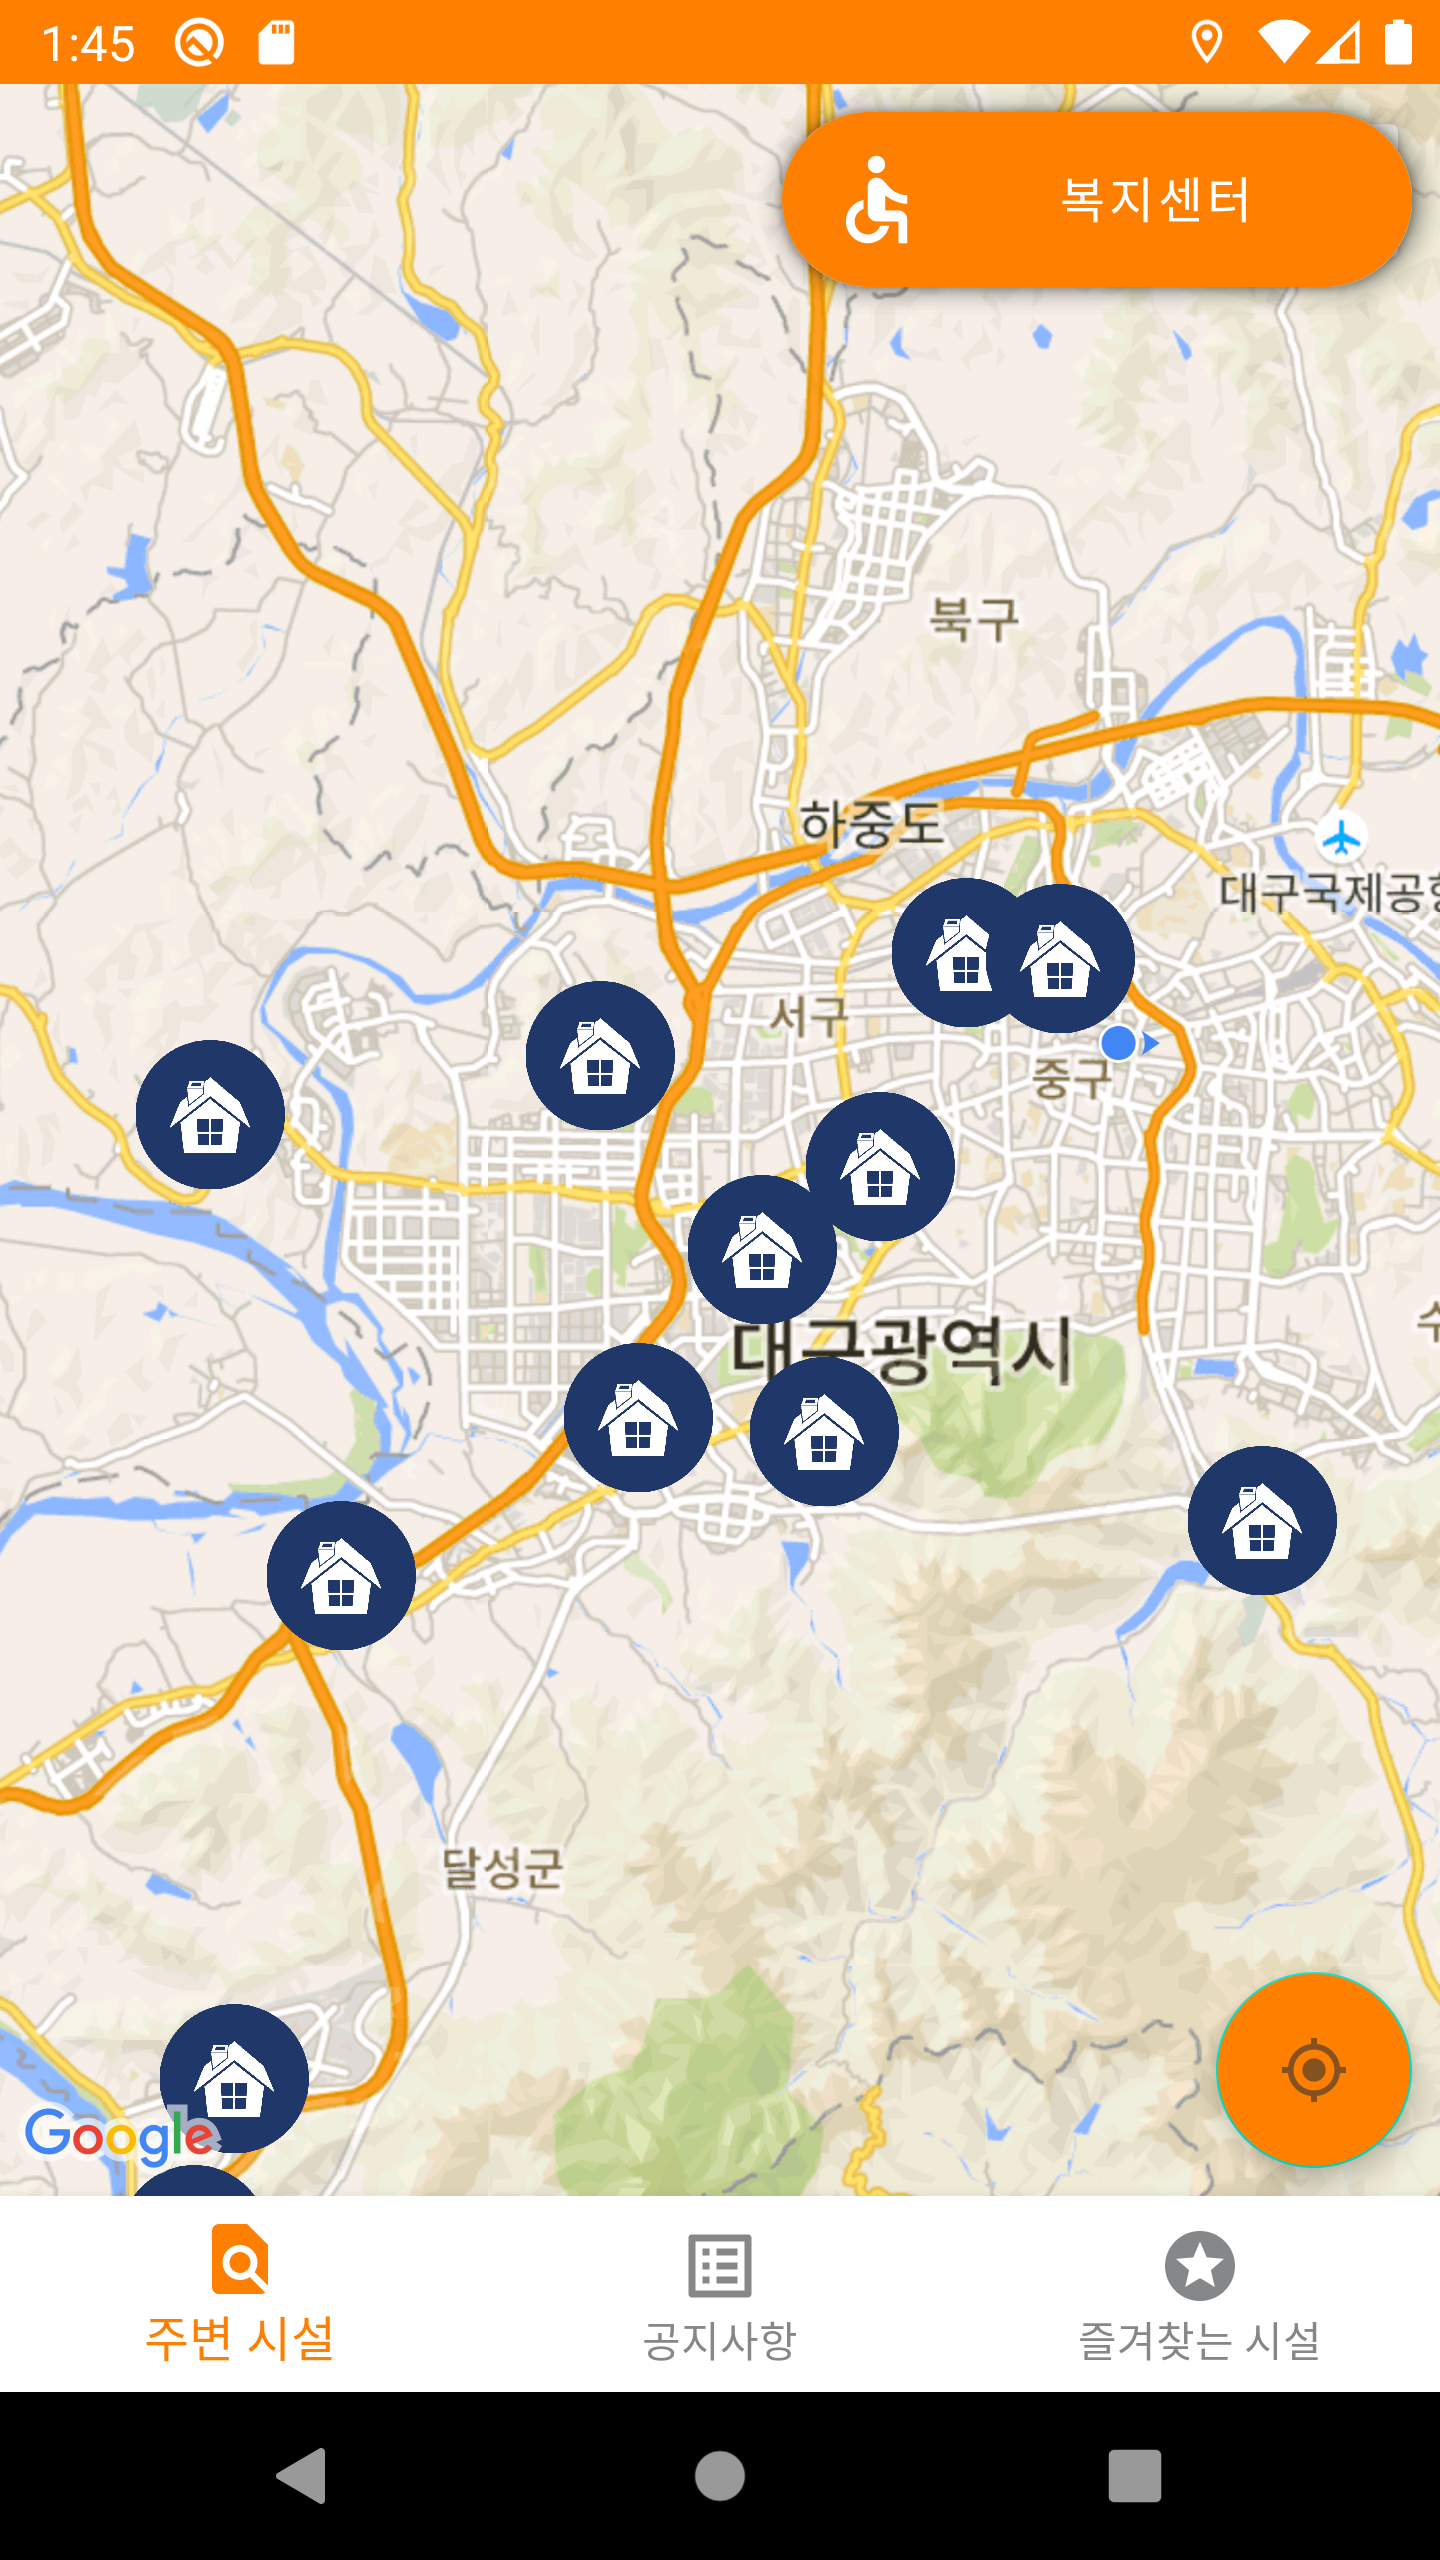 1:45
복지센터
북구
하중도
대구국제공항
서구
중구
대구광역시
달성군
Google
주변 시설
공지사항
즐겨찾는 시설